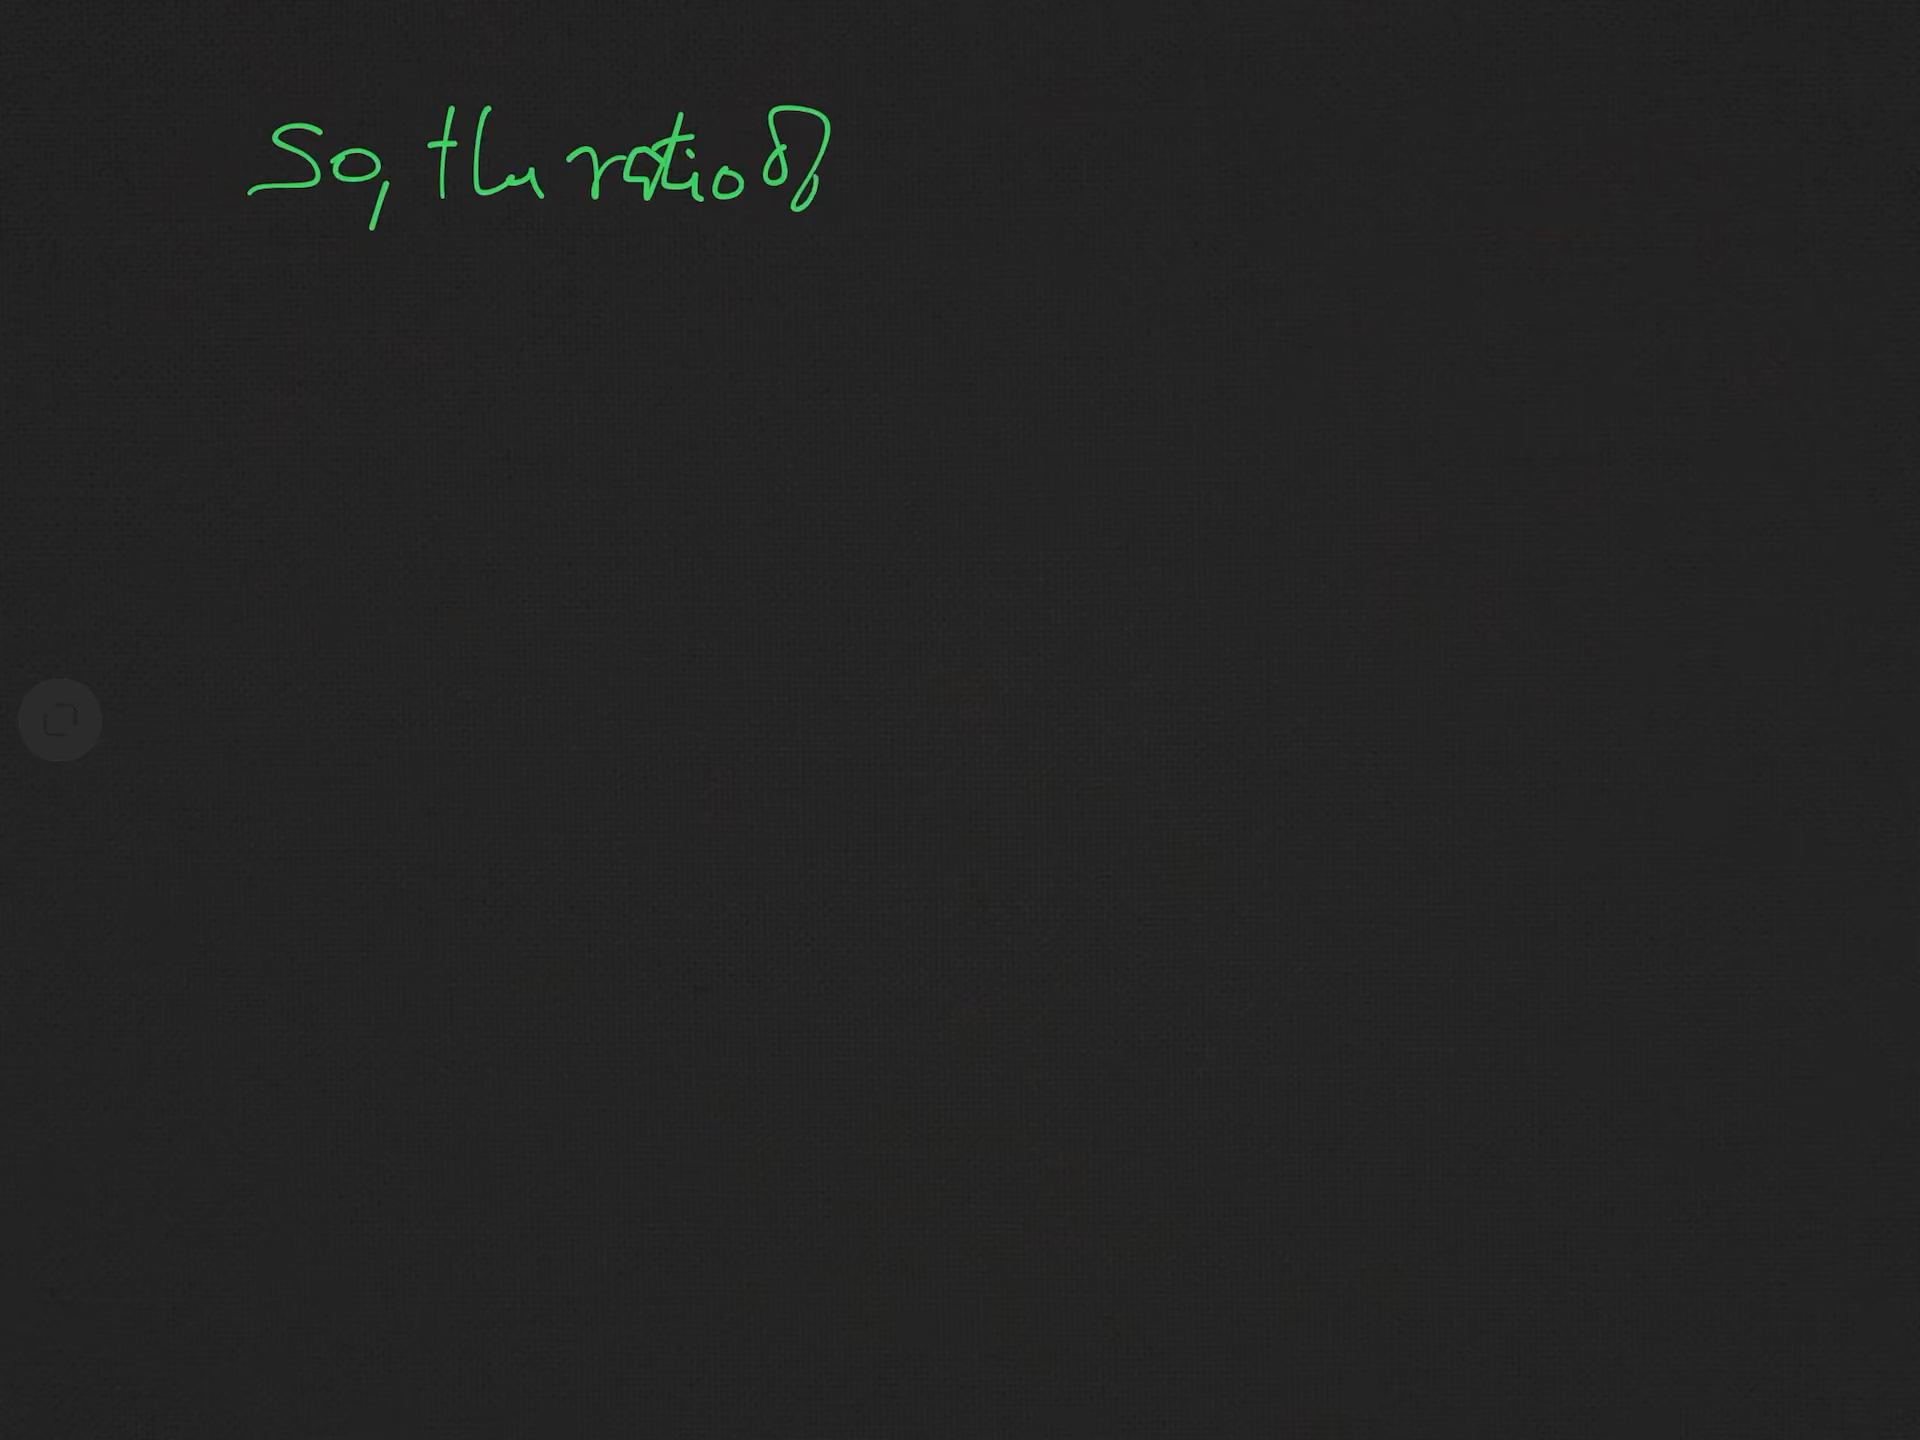 So, the ratio of